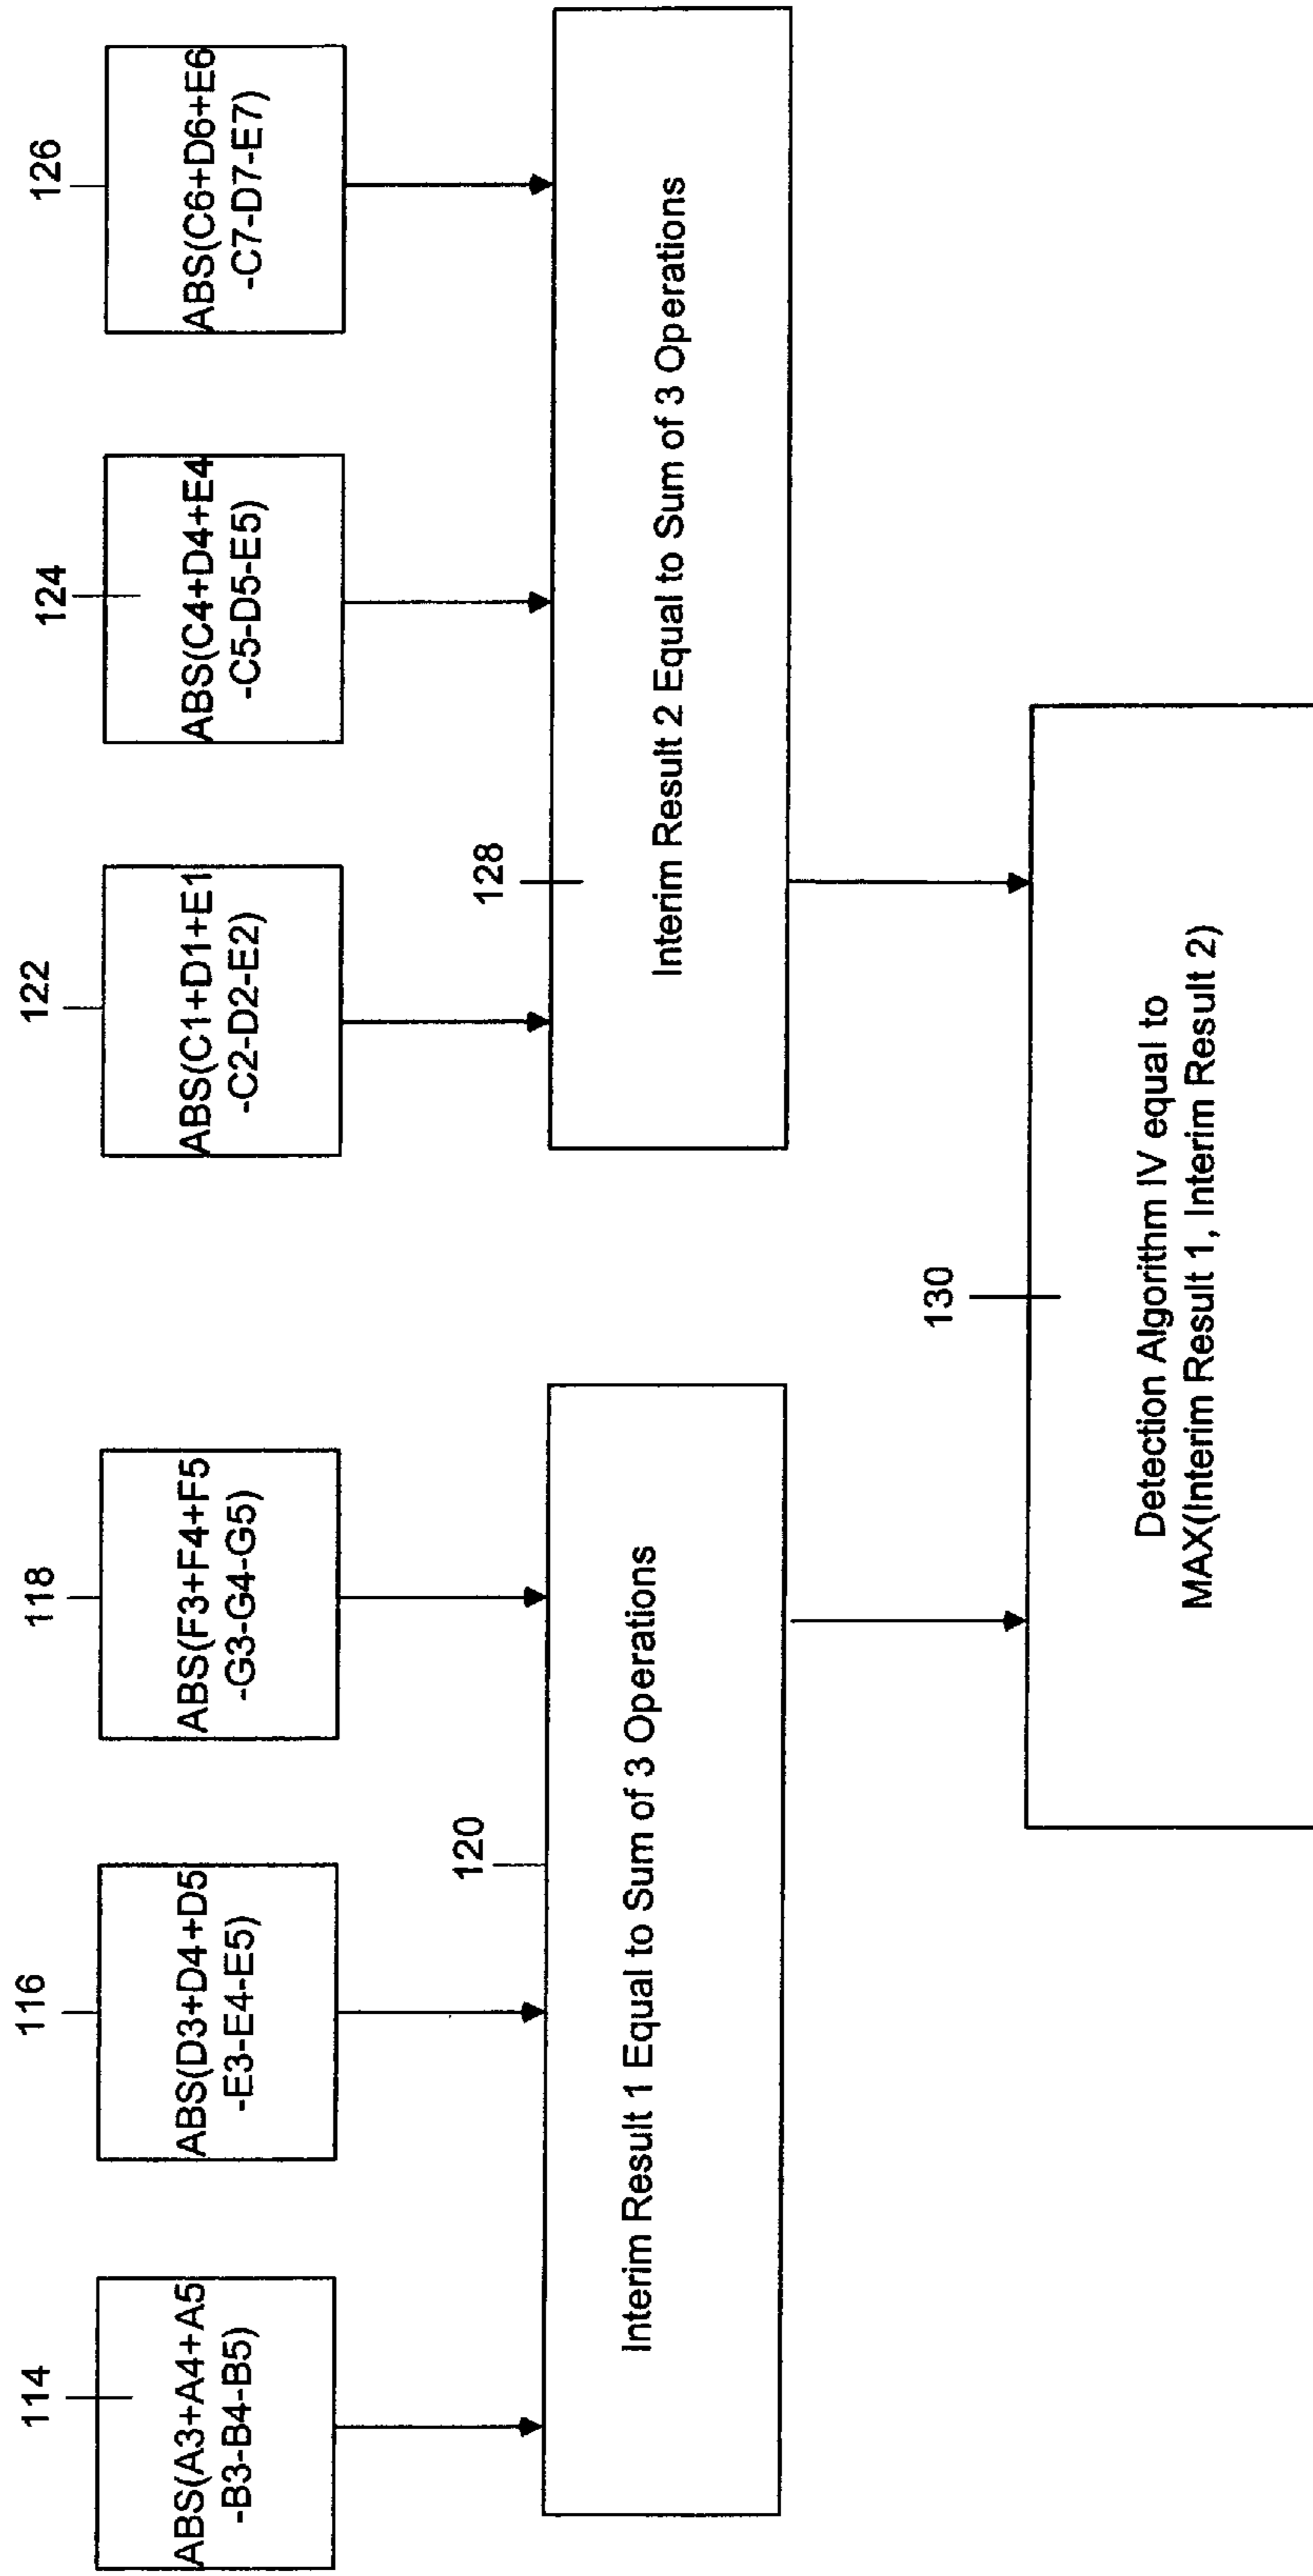 114
116
118
122
124
126
ABS(A3+A4+A5
-B3-B4-B5)
ABS(D3+D4+D5
-E3-E4-E5)
ABS(F3+F4+F5
-G3-G4-G5)
ABS(C1+D1+E1
-C2-D2-E2)
ABS(C4+D4+E4
-C5-D5-E5)
ABS(C6+D6+E6
-C7-D7-E7)
120
128
Interim Result 1 Equal to Sum of 3 Operations
Interim Result 2 Equal to Sum of 3 Operations
130
Detection Algorithm IV equal to
MAX(Interim Result 1, Interim Result 2)